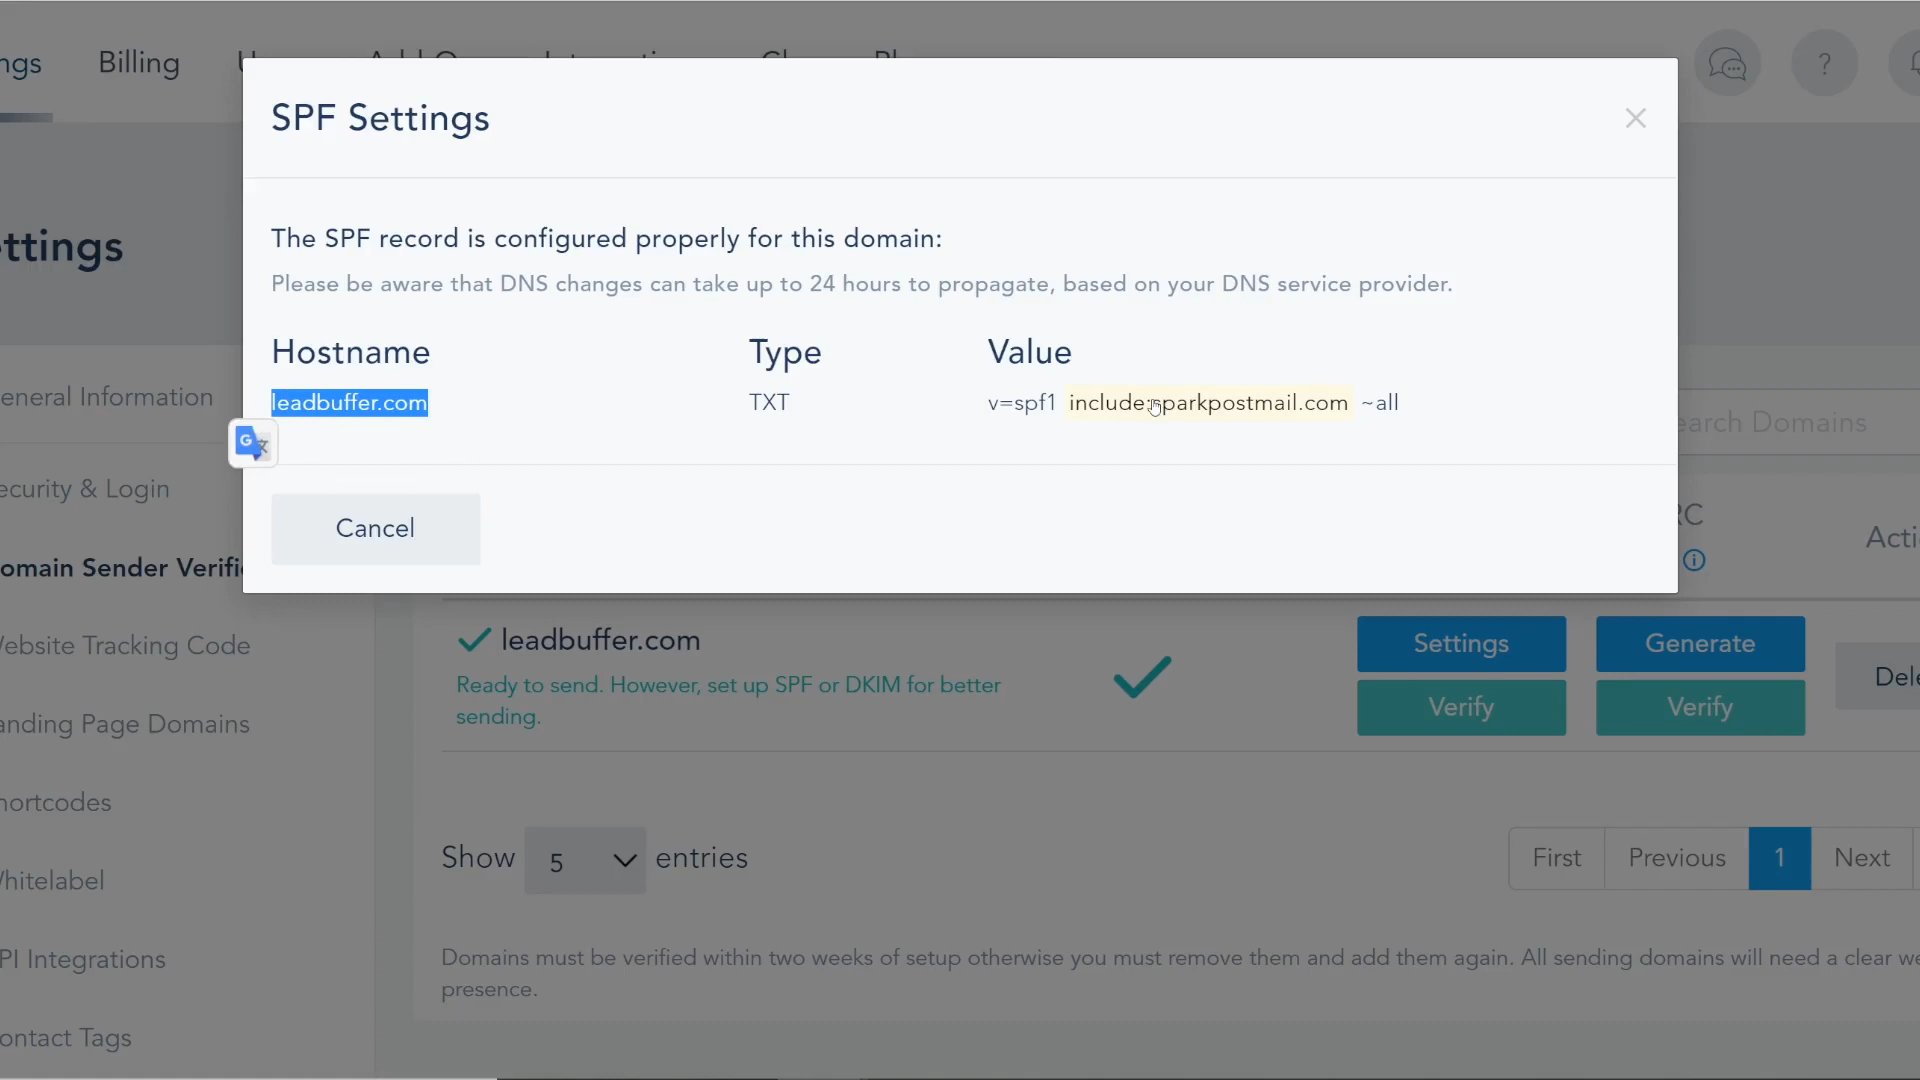 Billing
SPF Settings
The SPF record is configured properly for this domain:
Please be aware that DNS changes can take up to 24 hours to propagate, based on your DNS service provider.
Hostname Type Value
leadbuffer.com TXT v=spf1 include:sparkpostmail.com ~all
Cancel
ngs
?
ttings
eneral Information
ecurity & Login
omain Sender Verifi
ebsite Tracking Code
anding Page Domains
hortcodes
hitelabel
PI Integrations
ontact Tags
earch Domains
RC
Acti
leadbuffer.com
Ready to send. However, set up SPF or DKIM for better
sending.
Settings Generate
Verify Verify
Dele
Show 5 entries
First Previous 1 Next
Domains must be verified within two weeks of setup otherwise you must remove them and add them again. All sending domains will need a clear we
presence.